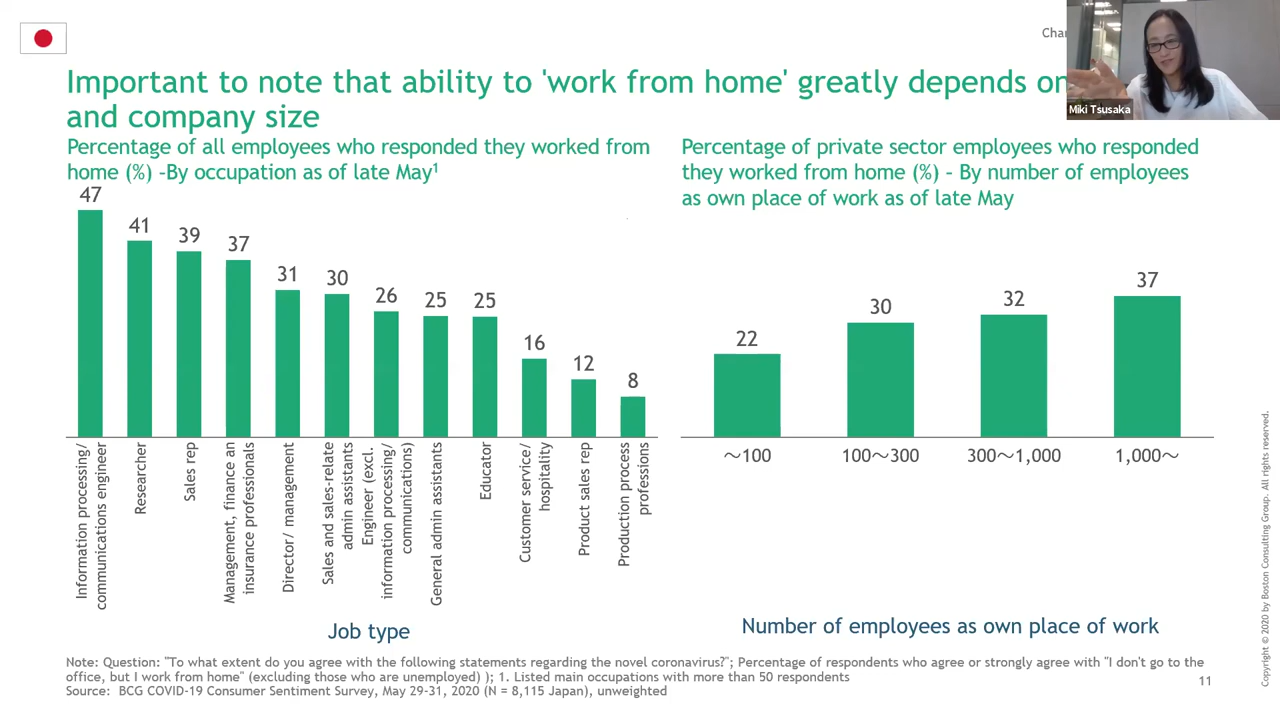 Char
Important to note that ability to 'work from home' greatly depends on
and company size
Miki Tsusaka
Percentage of all employees who responded they worked from
home (%) -By occupation as of late May¹
47
41
39
37
31
30
26
25
25
16
12
8
Information processing/
communications engineer
Researcher
Sales rep
Management, finance an
insurance professionals
Director/ management
Sales and sales-relate
admin assistants
Engineer (excl.
information processing/
communications)
General admin assistants
Educator
Customer service/
hospitality
Product sales rep
Production process
professions
Job type
Percentage of private sector employees who responded
they worked from home (%) - By number of employees
as own place of work as of late May
22
30
32
37
～100
100～300
300～1,000
1,000～
Number of employees as own place of work
Note: Question: "To what extent do you agree with the following statements regarding the novel coronavirus?"; Percentage of respondents who agree or strongly agree with "I don't go to the
office, but I work from home" (excluding those who are unemployed) ); 1. Listed main occupations with more than 50 respondents
Source: BCG COVID-19 Consumer Sentiment Survey, May 29-31, 2020 (N = 8,115 Japan), unweighted
11
Copyright © 2020 by Boston Consulting Group. All rights reserved.